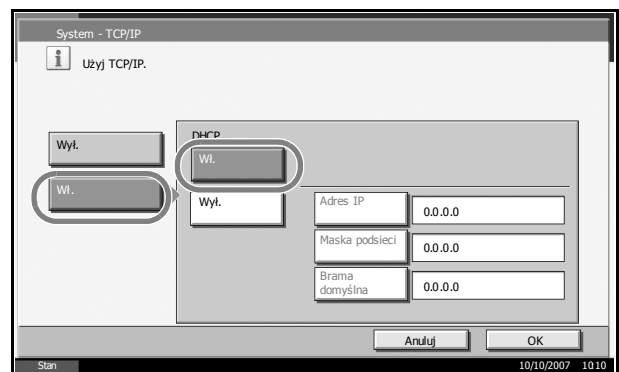 System - TCP/IP
Użyj TCP/IP.
Wył.
Wł.
DHCP
Wł.
Wył.
Adres IP
0.0.0.0
Maska podsieci
0.0.0.0
Brama
domyślna
0.0.0.0
Anuluj
OK
Stan
10/10/2007 10:10